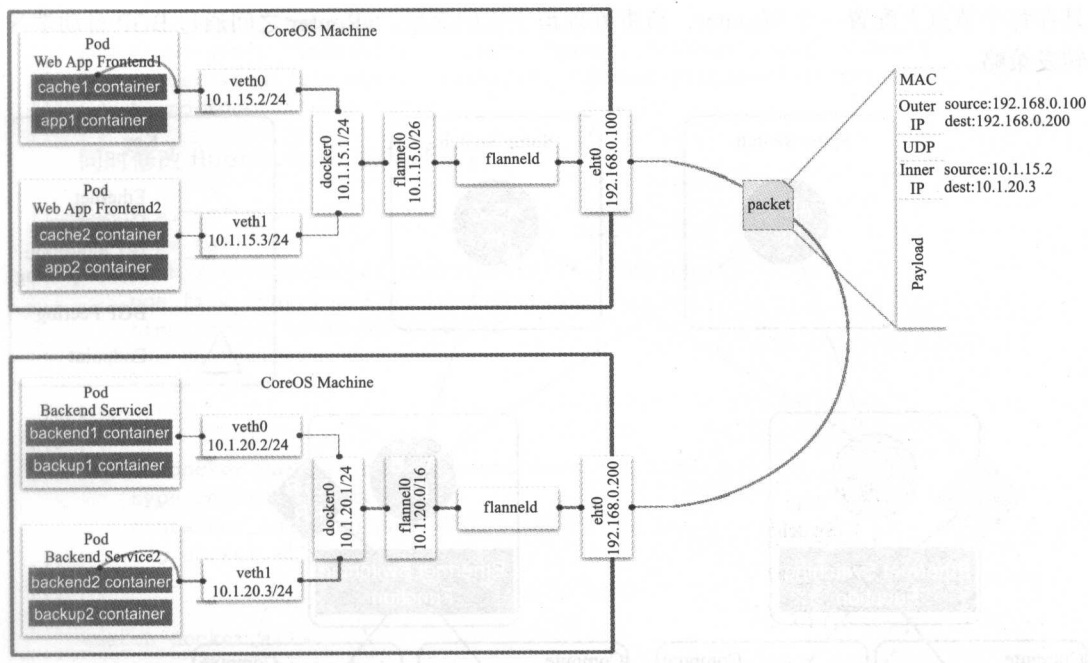 CoreOS Machine
Pod
Web App Frontend1
cache1 container
app1 container
veth0
10.1.15.2/24
Pod
Web App Frontend2
cache2 container
app2 container
veth1
10.1.15.3/24
docker0
10.1.15.1/24
flannel0
10.1.15.0/26
flanneld
eht0
192.168.0.100
packet
MAC
Outer IP source:192.168.0.100
dest:192.168.0.200
UDP
Inner IP source:10.1.15.2
dest:10.1.20.3
Payload
CoreOS Machine
Pod
Backend Servicel
backend1 container
backup1 container
veth0
10.1.20.2/24
Pod
Backend Service2
backend2 container
backup2 container
veth1
10.1.20.3/24
docker0
10.1.20.1/24
flannel0
10.1.20.0/16
flanneld
eht0
192.168.0.200